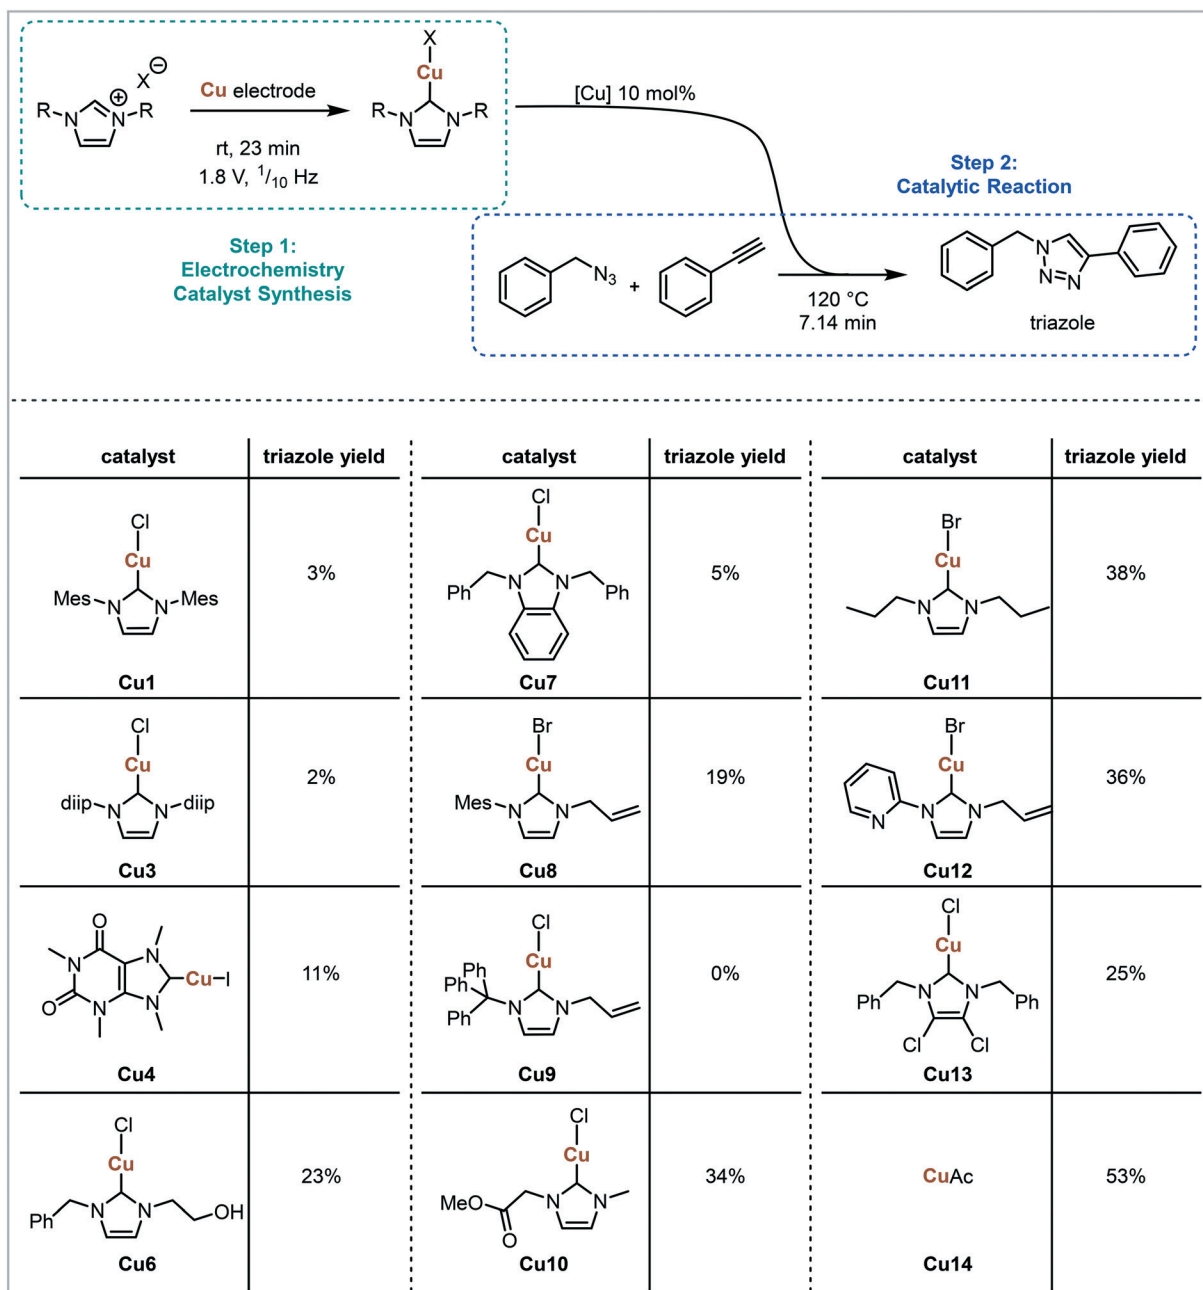 X
X⊖
Cu
R N ⊕ N R
Cu electrode
R N N R
[Cu] 10 mol%
rt, 23 min
1.8 V, 1/10 Hz
Step 2:
Catalytic Reaction
Step 1:
Electrochemistry
Catalyst Synthesis
N3
+
N
N N
120 °C
7.14 min
triazole
catalyst triazole yield catalyst triazole yield catalyst triazole yield
Cl
Cu
Mes N N Mes
Cu1
3%
Cl
Cu
Ph N N Ph
Cu7
5%
Br
Cu
N N
Cu11
38%
Cl
Cu
diip N N diip
Cu3
2%
Br
Cu
Mes N N
Cu8
19%
Br
Cu
N N N
Cu12
36%
O
N N
Cu I
O N N
Cu4
11%
Cl
Cu
Ph
Ph
Ph
N N
Cu9
0%
Cl
Cu
Ph N N Ph
Cl Cl
Cu13
25%
Cl
Cu
N N
Ph OH
Cu6
23%
Cl
Cu
MeO N N
O
Cu10
34%
CuAc
Cu14
53%